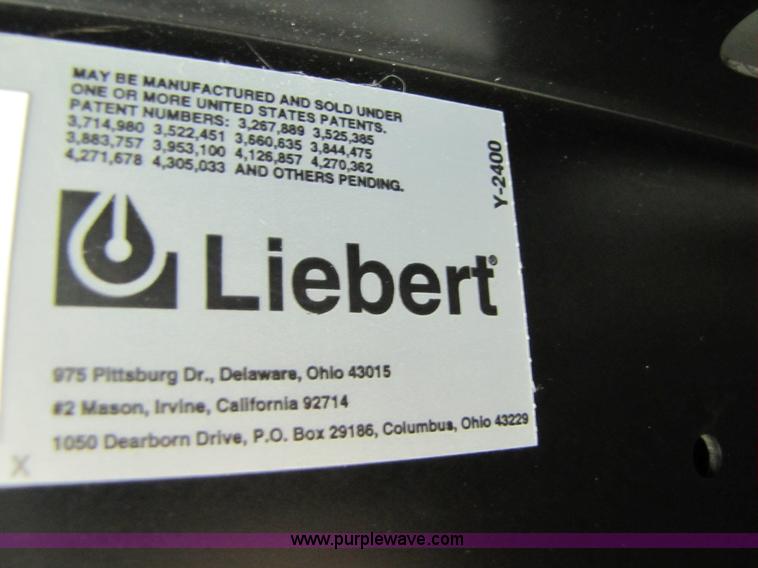 MAY BE MANUFACTURED AND SOLD UNDER
ONE OR MORE UNITED STATES PATENTS.
PATENT NUMBERS: 3,267,889 3,525,385
3,714,980 3,522,451 3,660,635 3,844,475
3,883,757 3,953,100 4,126,857 4,270,362
4,271,678 4,305,033 AND OTHERS PENDING.
Y-2400
Liebert®
975 Pittsburg Dr., Delaware, Ohio 43015
#2 Mason, Irvine, California 92714
1050 Dearborn Drive, P.O. Box 29186, Columbus, Ohio 43229
X
www.purplewave.com